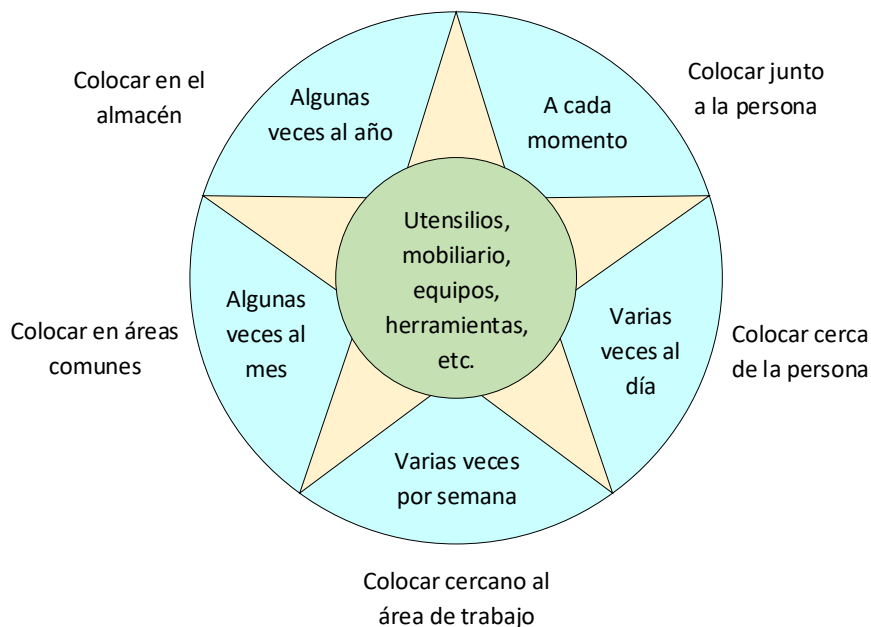 Colocar en el
almacén
Algunas
veces al año
A cada
momento
Colocar junto
a la persona
Utensilios,
mobiliario,
equipos,
herramientas,
etc.
Colocar en áreas
comunes
Algunas
veces al
mes
Varias
veces al
día
Colocar cerca
de la persona
Varias veces
por semana
Colocar cercano al
área de trabajo